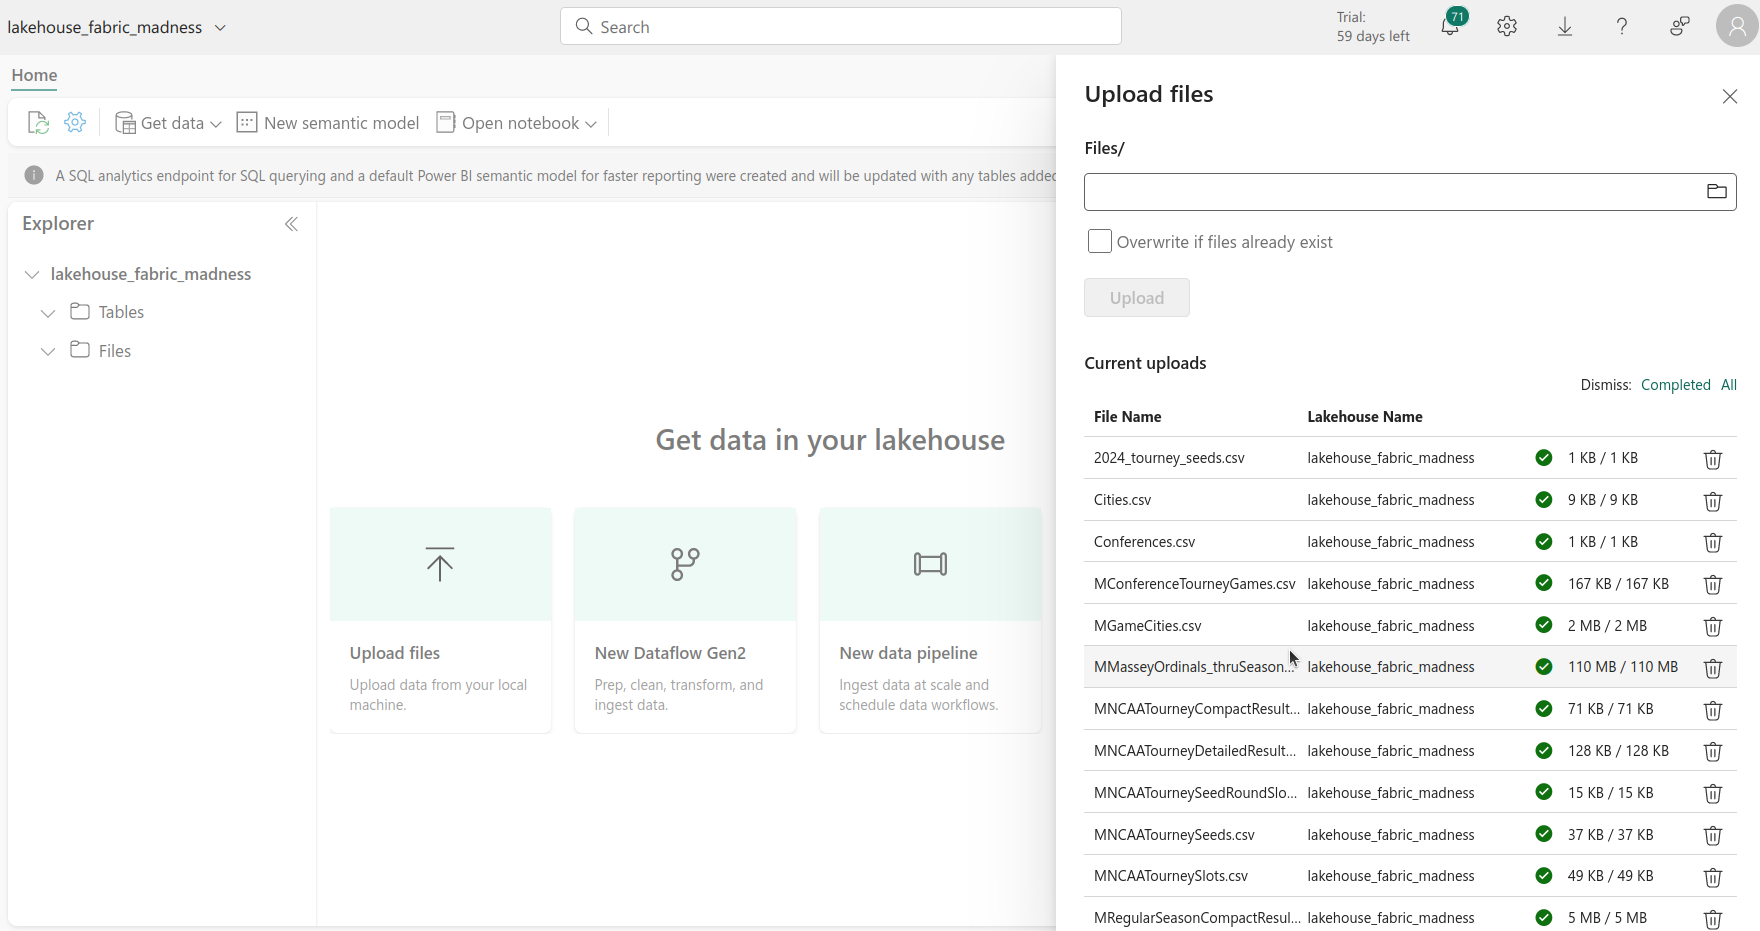 lakehouse_fabric_madness
Search
Trial:
59 days left
71
Home
Get data
New semantic model
Open notebook
A SQL analytics endpoint for SQL querying and a default Power BI semantic model for faster reporting were created and will be updated with any tables added
Explorer
lakehouse_fabric_madness
Tables
Files
Get data in your lakehouse
Upload files
Upload data from your local
machine.
New Dataflow Gen2
Prep, clean, transform, and
ingest data.
New data pipeline
Ingest data at scale and
schedule data workflows.
Upload files
Files/
Overwrite if files already exist
Upload
Current uploads
Dismiss: Completed All
File Name Lakehouse Name
2024_tourney_seeds.csv lakehouse_fabric_madness 1 KB / 1 KB
Cities.csv lakehouse_fabric_madness 9 KB / 9 KB
Conferences.csv lakehouse_fabric_madness 1 KB / 1 KB
MConferenceTourneyGames.csv lakehouse_fabric_madness 167 KB / 167 KB
MGameCities.csv lakehouse_fabric_madness 2 MB / 2 MB
MMasseyOrdinals_thruSeason... lakehouse_fabric_madness 110 MB / 110 MB
MNCAATourneyCompactResult... lakehouse_fabric_madness 71 KB / 71 KB
MNCAATourneyDetailedResult... lakehouse_fabric_madness 128 KB / 128 KB
MNCAATourneySeedRoundSlo... lakehouse_fabric_madness 15 KB / 15 KB
MNCAATourneySeeds.csv lakehouse_fabric_madness 37 KB / 37 KB
MNCAATourneySlots.csv lakehouse_fabric_madness 49 KB / 49 KB
MRegularSeasonCompactResul... lakehouse_fabric_madness 5 MB / 5 MB